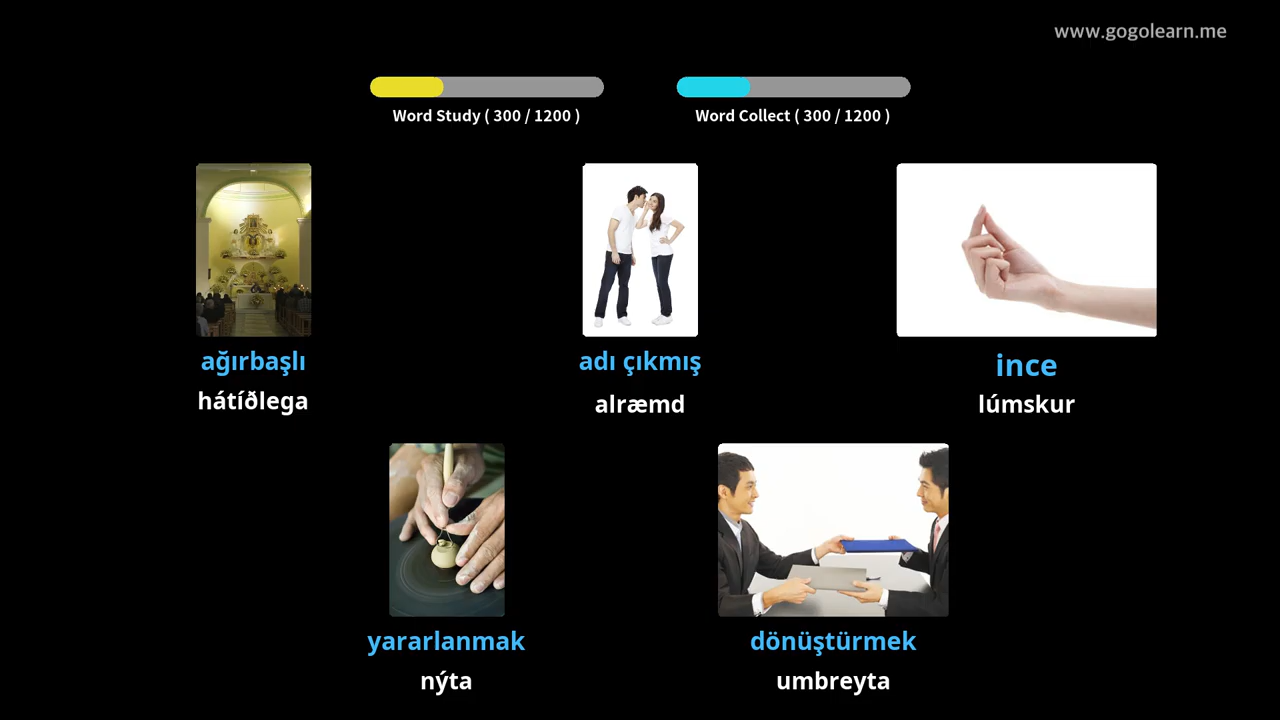 www.gogolearn.me
Word Study ( 300 / 1200 )
Word Collect ( 300 / 1200 )
ağırbaşlı
hátíðlega
adı çıkmış
alræmd
ince
lúmskur
yararlanmak
nýta
dönüştürmek
umbreyta